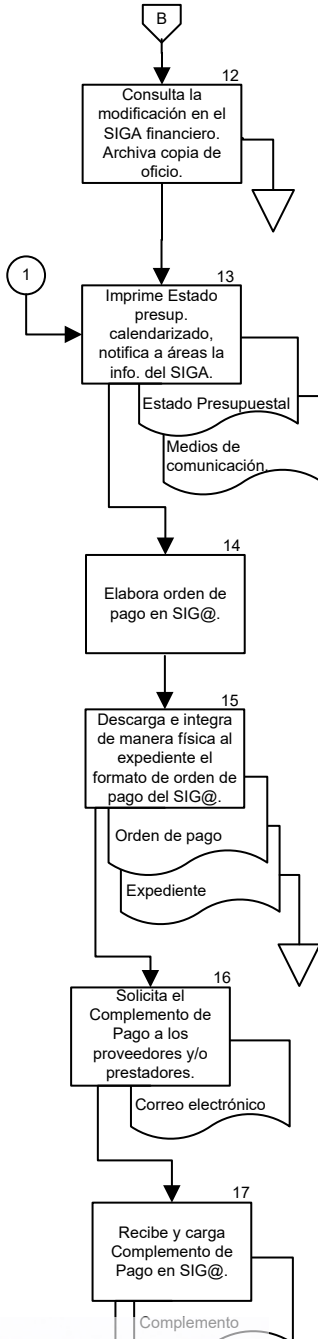 B
12
Consulta la
modificación en el
SIGA financiero.
Archiva copia de
oficio.
1
13
Imprime Estado
presup.
calendarizado,
notifica a áreas la
info. del SIGA.
Estado Presupuestal
Medios de
comunicación.
14
Elabora orden de
pago en SIG@.
15
Descarga e integra
de manera física al
expediente el
formato de orden de
pago del SIG@.
Orden de pago
Expediente
16
Solicita el
Complemento de
Pago a los
proveedores y/o
prestadores.
Correo electrónico
17
Recibe y carga
Complemento de
Pago en SIG@.
Complemento